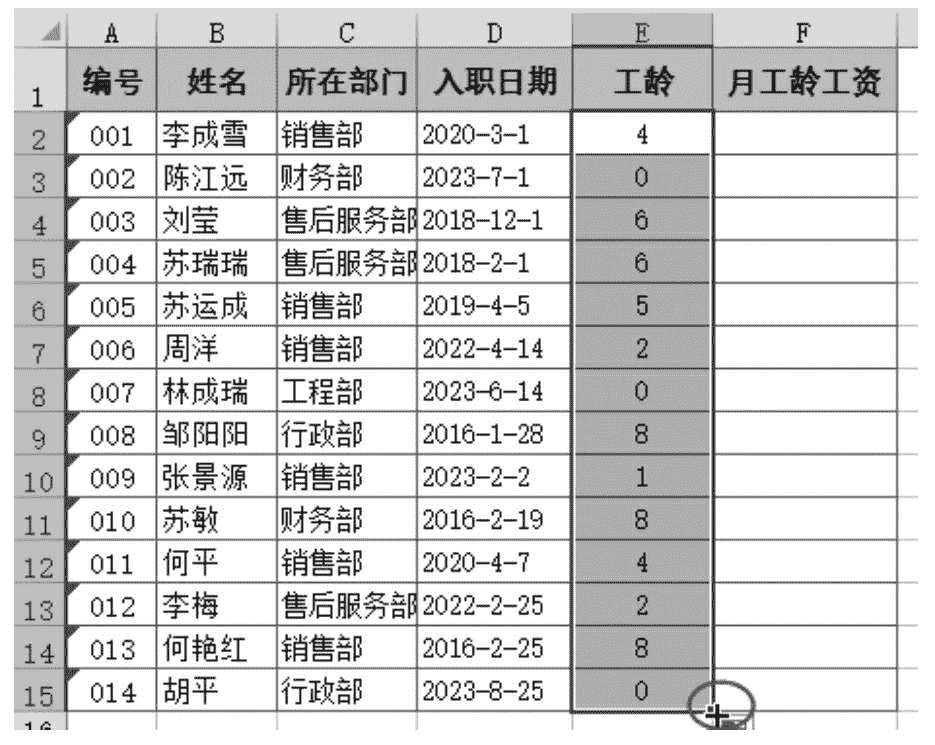 A B C D E F
1 编号 姓名 所在部门 入职日期 工龄 月工龄工资
2 001 李成雪 销售部 2020-3-1 4
3 002 陈江远 财务部 2023-7-1 0
4 003 刘莹 售后服务部 2018-12-1 6
5 004 苏瑞瑞 售后服务部 2018-2-1 6
6 005 苏运成 销售部 2019-4-5 5
7 006 周洋 销售部 2022-4-14 2
8 007 林成瑞 工程部 2023-6-14 0
9 008 邹阳阳 行政部 2016-1-28 8
10 009 张景源 销售部 2023-2-2 1
11 010 苏敏 财务部 2016-2-19 8
12 011 何平 销售部 2020-4-7 4
13 012 李梅 售后服务部 2022-2-25 2
14 013 何艳红 销售部 2016-2-25 8
15 014 胡平 行政部 2023-8-25 0
16